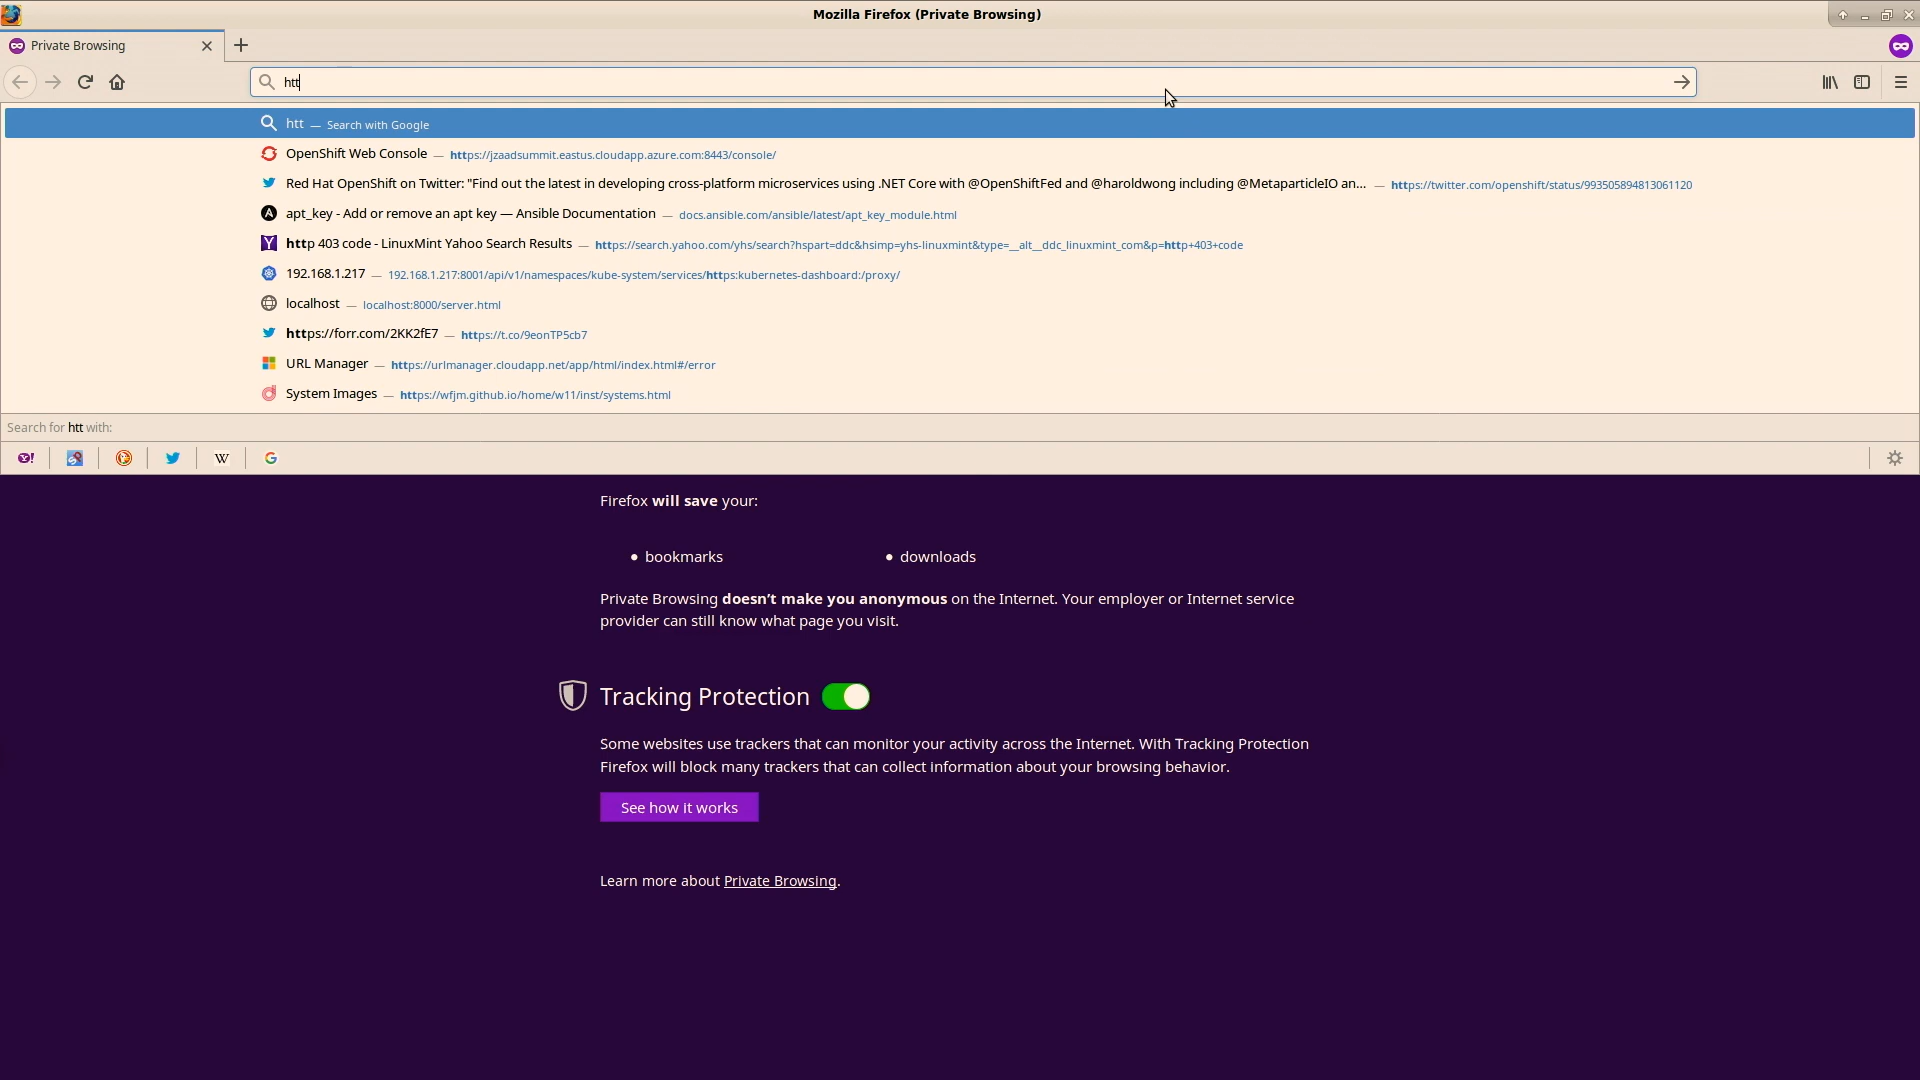 Mozilla Firefox (Private Browsing)
Private Browsing
htt
htt — Search with Google
OpenShift Web Console — https://jzaadsummit.eastus.cloudapp.azure.com:8443/console/
Red Hat OpenShift on Twitter: "Find out the latest in developing cross-platform microservices using .NET Core with @OpenShiftFed and @haroldwong including @MetaparticleIO an... — https://twitter.com/openshift/status/993505894813061120
apt_key - Add or remove an apt key — Ansible Documentation — docs.ansible.com/ansible/latest/apt_key_module.html
http 403 code - LinuxMint Yahoo Search Results — https://search.yahoo.com/yhs/search?hspart=ddc&hsimp=yhs-linuxmint&type=__alt__ddc_linuxmint_com&p=http+403+code
192.168.1.217 — 192.168.1.217:8001/api/v1/namespaces/kube-system/services/https:kubernetes-dashboard:/proxy/
localhost — localhost:8000/server.html
https://forr.com/2KK2fE7 — https://t.co/9eonTP5cb7
URL Manager — https://urlmanager.cloudapp.net/app/html/index.html#/error
System Images — https://wfjm.github.io/home/w11/inst/systems.html
Search for htt with:
Firefox will save your:
• bookmarks • downloads
Private Browsing doesn't make you anonymous on the Internet. Your employer or Internet service
provider can still know what page you visit.
Tracking Protection
Some websites use trackers that can monitor your activity across the Internet. With Tracking Protection
Firefox will block many trackers that can collect information about your browsing behavior.
See how it works
Learn more about Private Browsing.